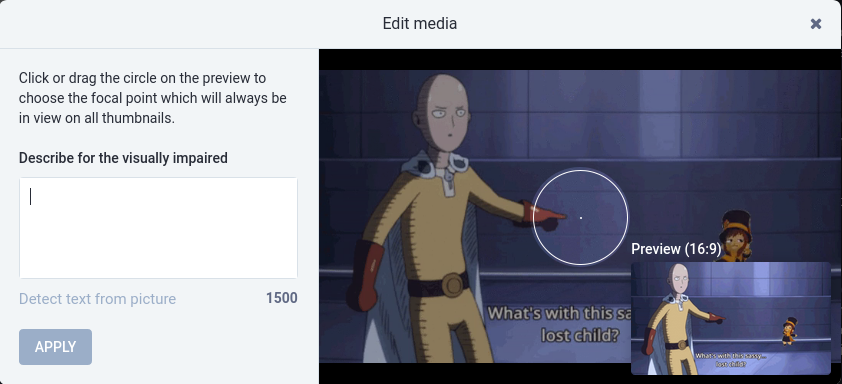 Edit media
Click or drag the circle on the preview to
choose the focal point which will always be
in view on all thumbnails.
Describe for the visually impaired
Detect text from picture
1500
APPLY
What's with this sa
lost child?
Preview (16:9)
What's with this sassy...
lost child?